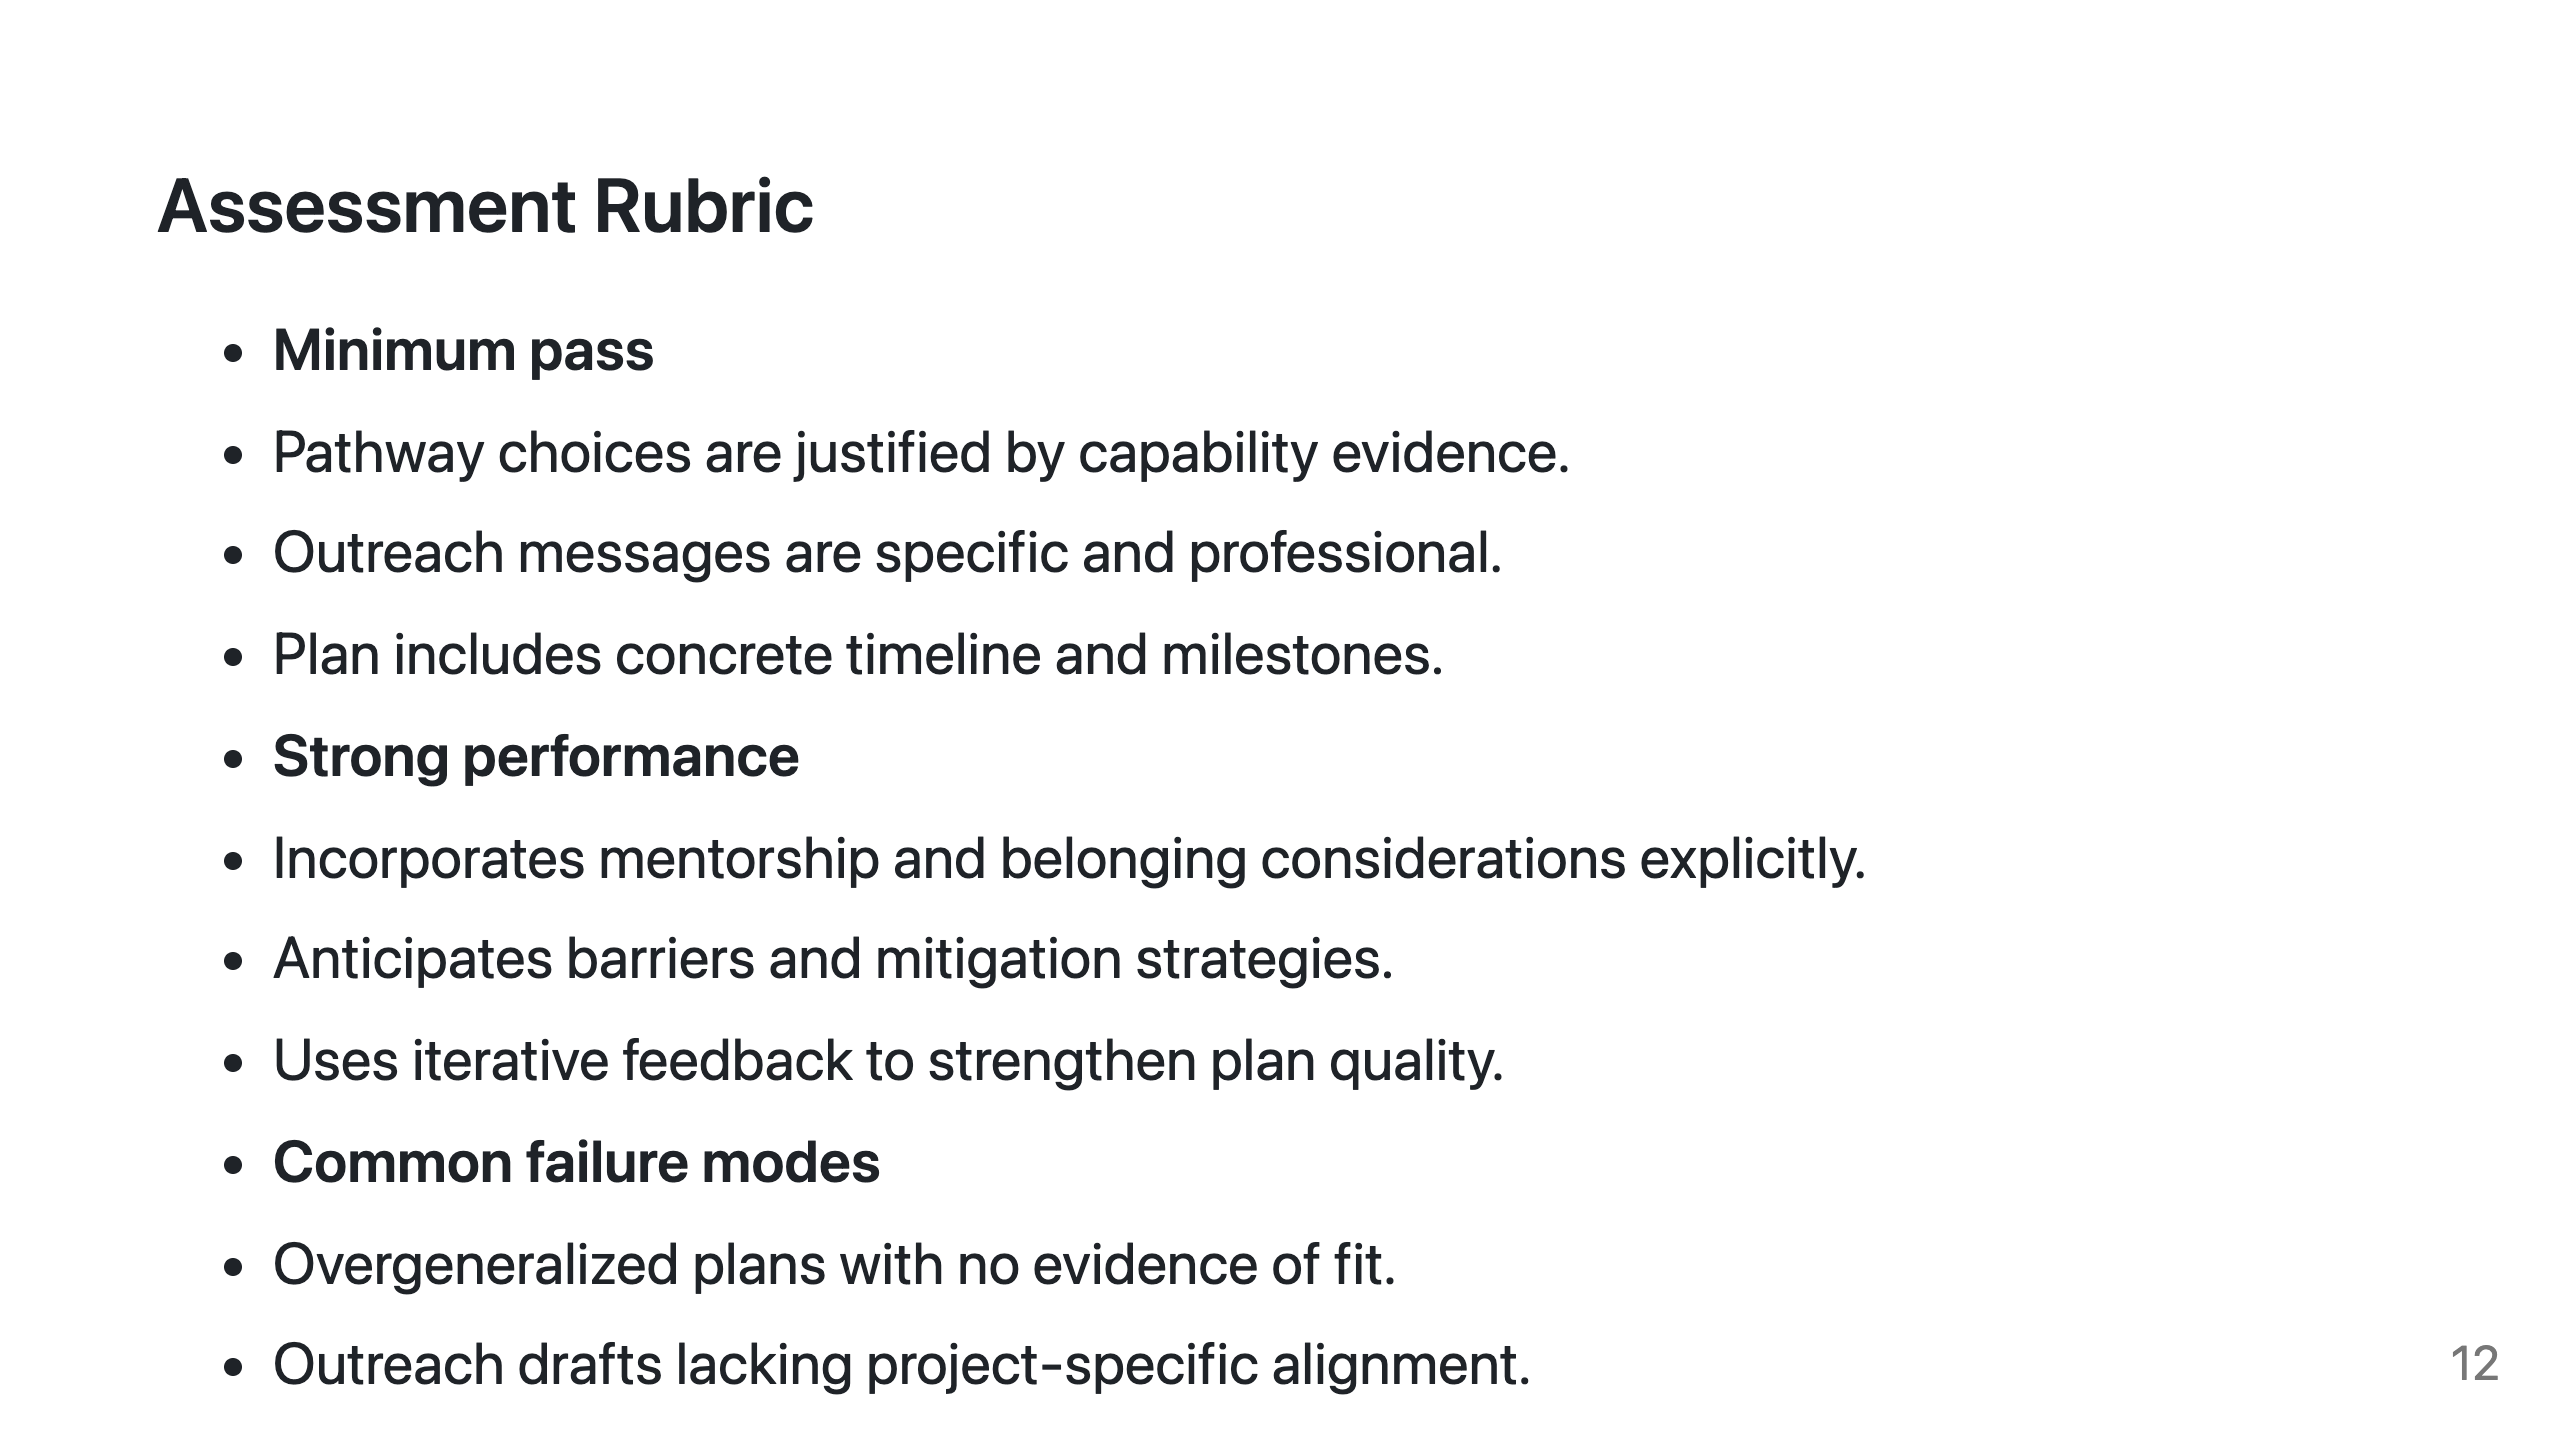 Assessment Rubric
• Minimum pass
• Pathway choices are justified by capability evidence.
• Outreach messages are specific and professional.
• Plan includes concrete timeline and milestones.
• Strong performance
• Incorporates mentorship and belonging considerations explicitly.
• Anticipates barriers and mitigation strategies.
• Uses iterative feedback to strengthen plan quality.
• Common failure modes
• Overgeneralized plans with no evidence of fit.
• Outreach drafts lacking project-specific alignment.
12